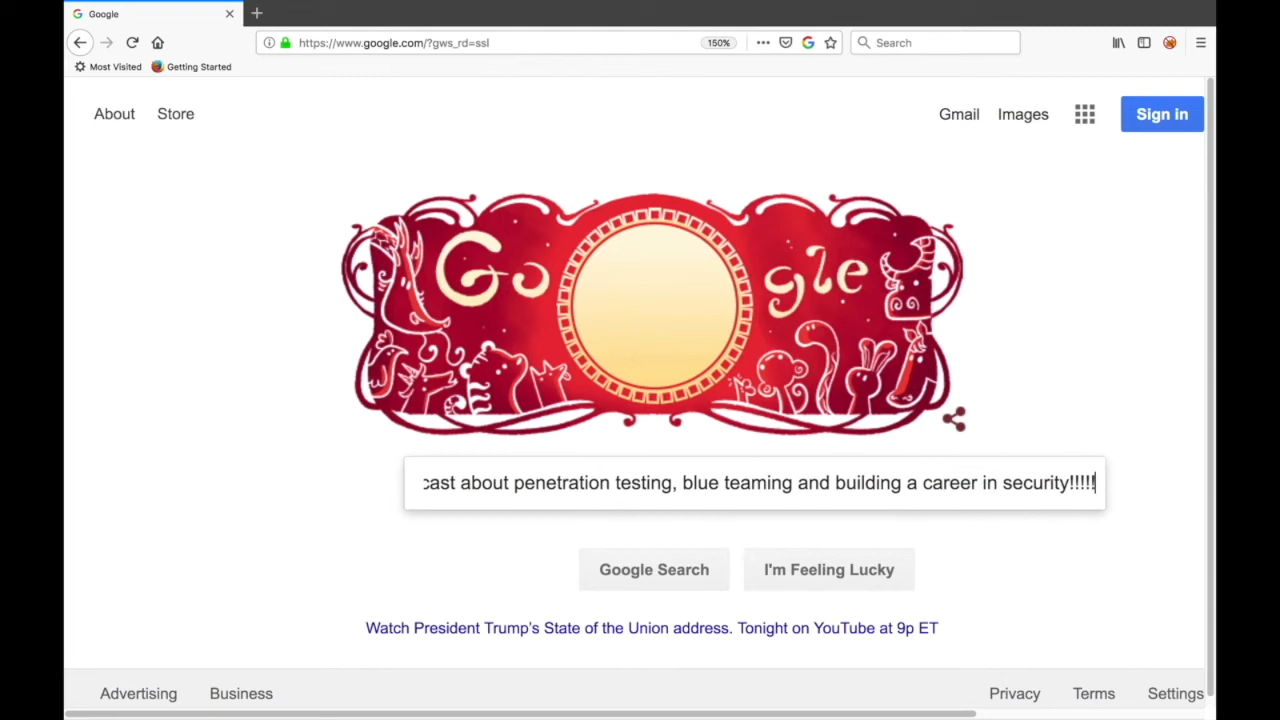 Google
https://www.google.com/?gws_rd=ssl
150%
Search
Most Visited
Getting Started
About
Store
Gmail
Images
Sign in
Go gle
cast about penetration testing, blue teaming and building a career in security!!!!!
Google Search
I'm Feeling Lucky
Watch President Trump's State of the Union address. Tonight on YouTube at 9p ET
Advertising
Business
Privacy
Terms
Settings